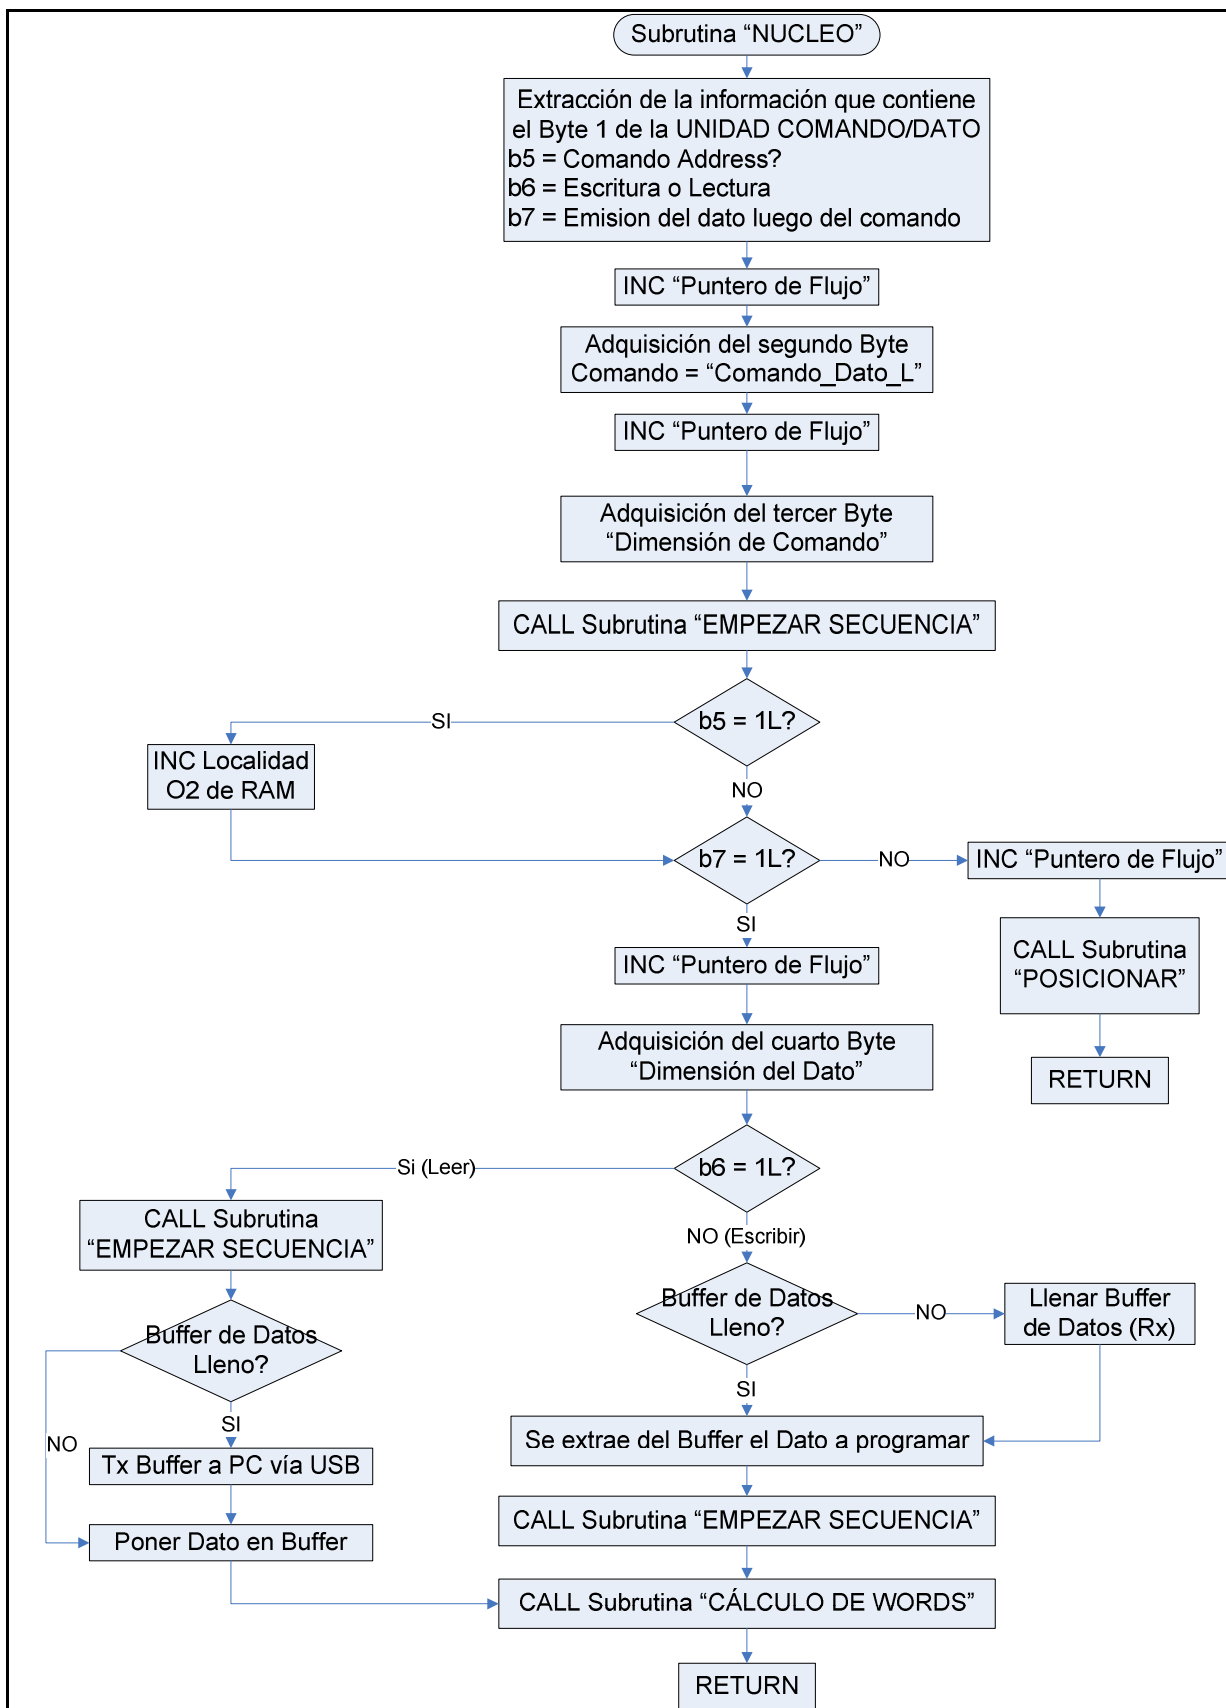 Subrutina “NUCLEO”
Extracción de la información que contiene
el Byte 1 de la UNIDAD COMANDO/DATO
b5 = Comando Address?
b6 = Escritura o Lectura
b7 = Emision del dato luego del comando
INC “Puntero de Flujo”
Adquisición del segundo Byte
Comando = “Comando_Dato_L”
INC “Puntero de Flujo”
Adquisición del tercer Byte
“Dimensión de Comando”
CALL Subrutina “EMPEZAR SECUENCIA”
b5 = 1L?
SI
INC Localidad
O2 de RAM
NO
b7 = 1L?
NO
INC “Puntero de Flujo”
CALL Subrutina
“POSICIONAR”
RETURN
SI
INC “Puntero de Flujo”
Adquisición del cuarto Byte
“Dimensión del Dato”
b6 = 1L?
Si (Leer)
CALL Subrutina
“EMPEZAR SECUENCIA”
Buffer de Datos
Lleno?
SI
NO
Tx Buffer a PC vía USB
Poner Dato en Buffer
NO (Escribir)
Buffer de Datos
Lleno?
NO
Llenar Buffer
de Datos (Rx)
SI
Se extrae del Buffer el Dato a programar
CALL Subrutina “EMPEZAR SECUENCIA”
CALL Subrutina “CÁLCULO DE WORDS”
RETURN